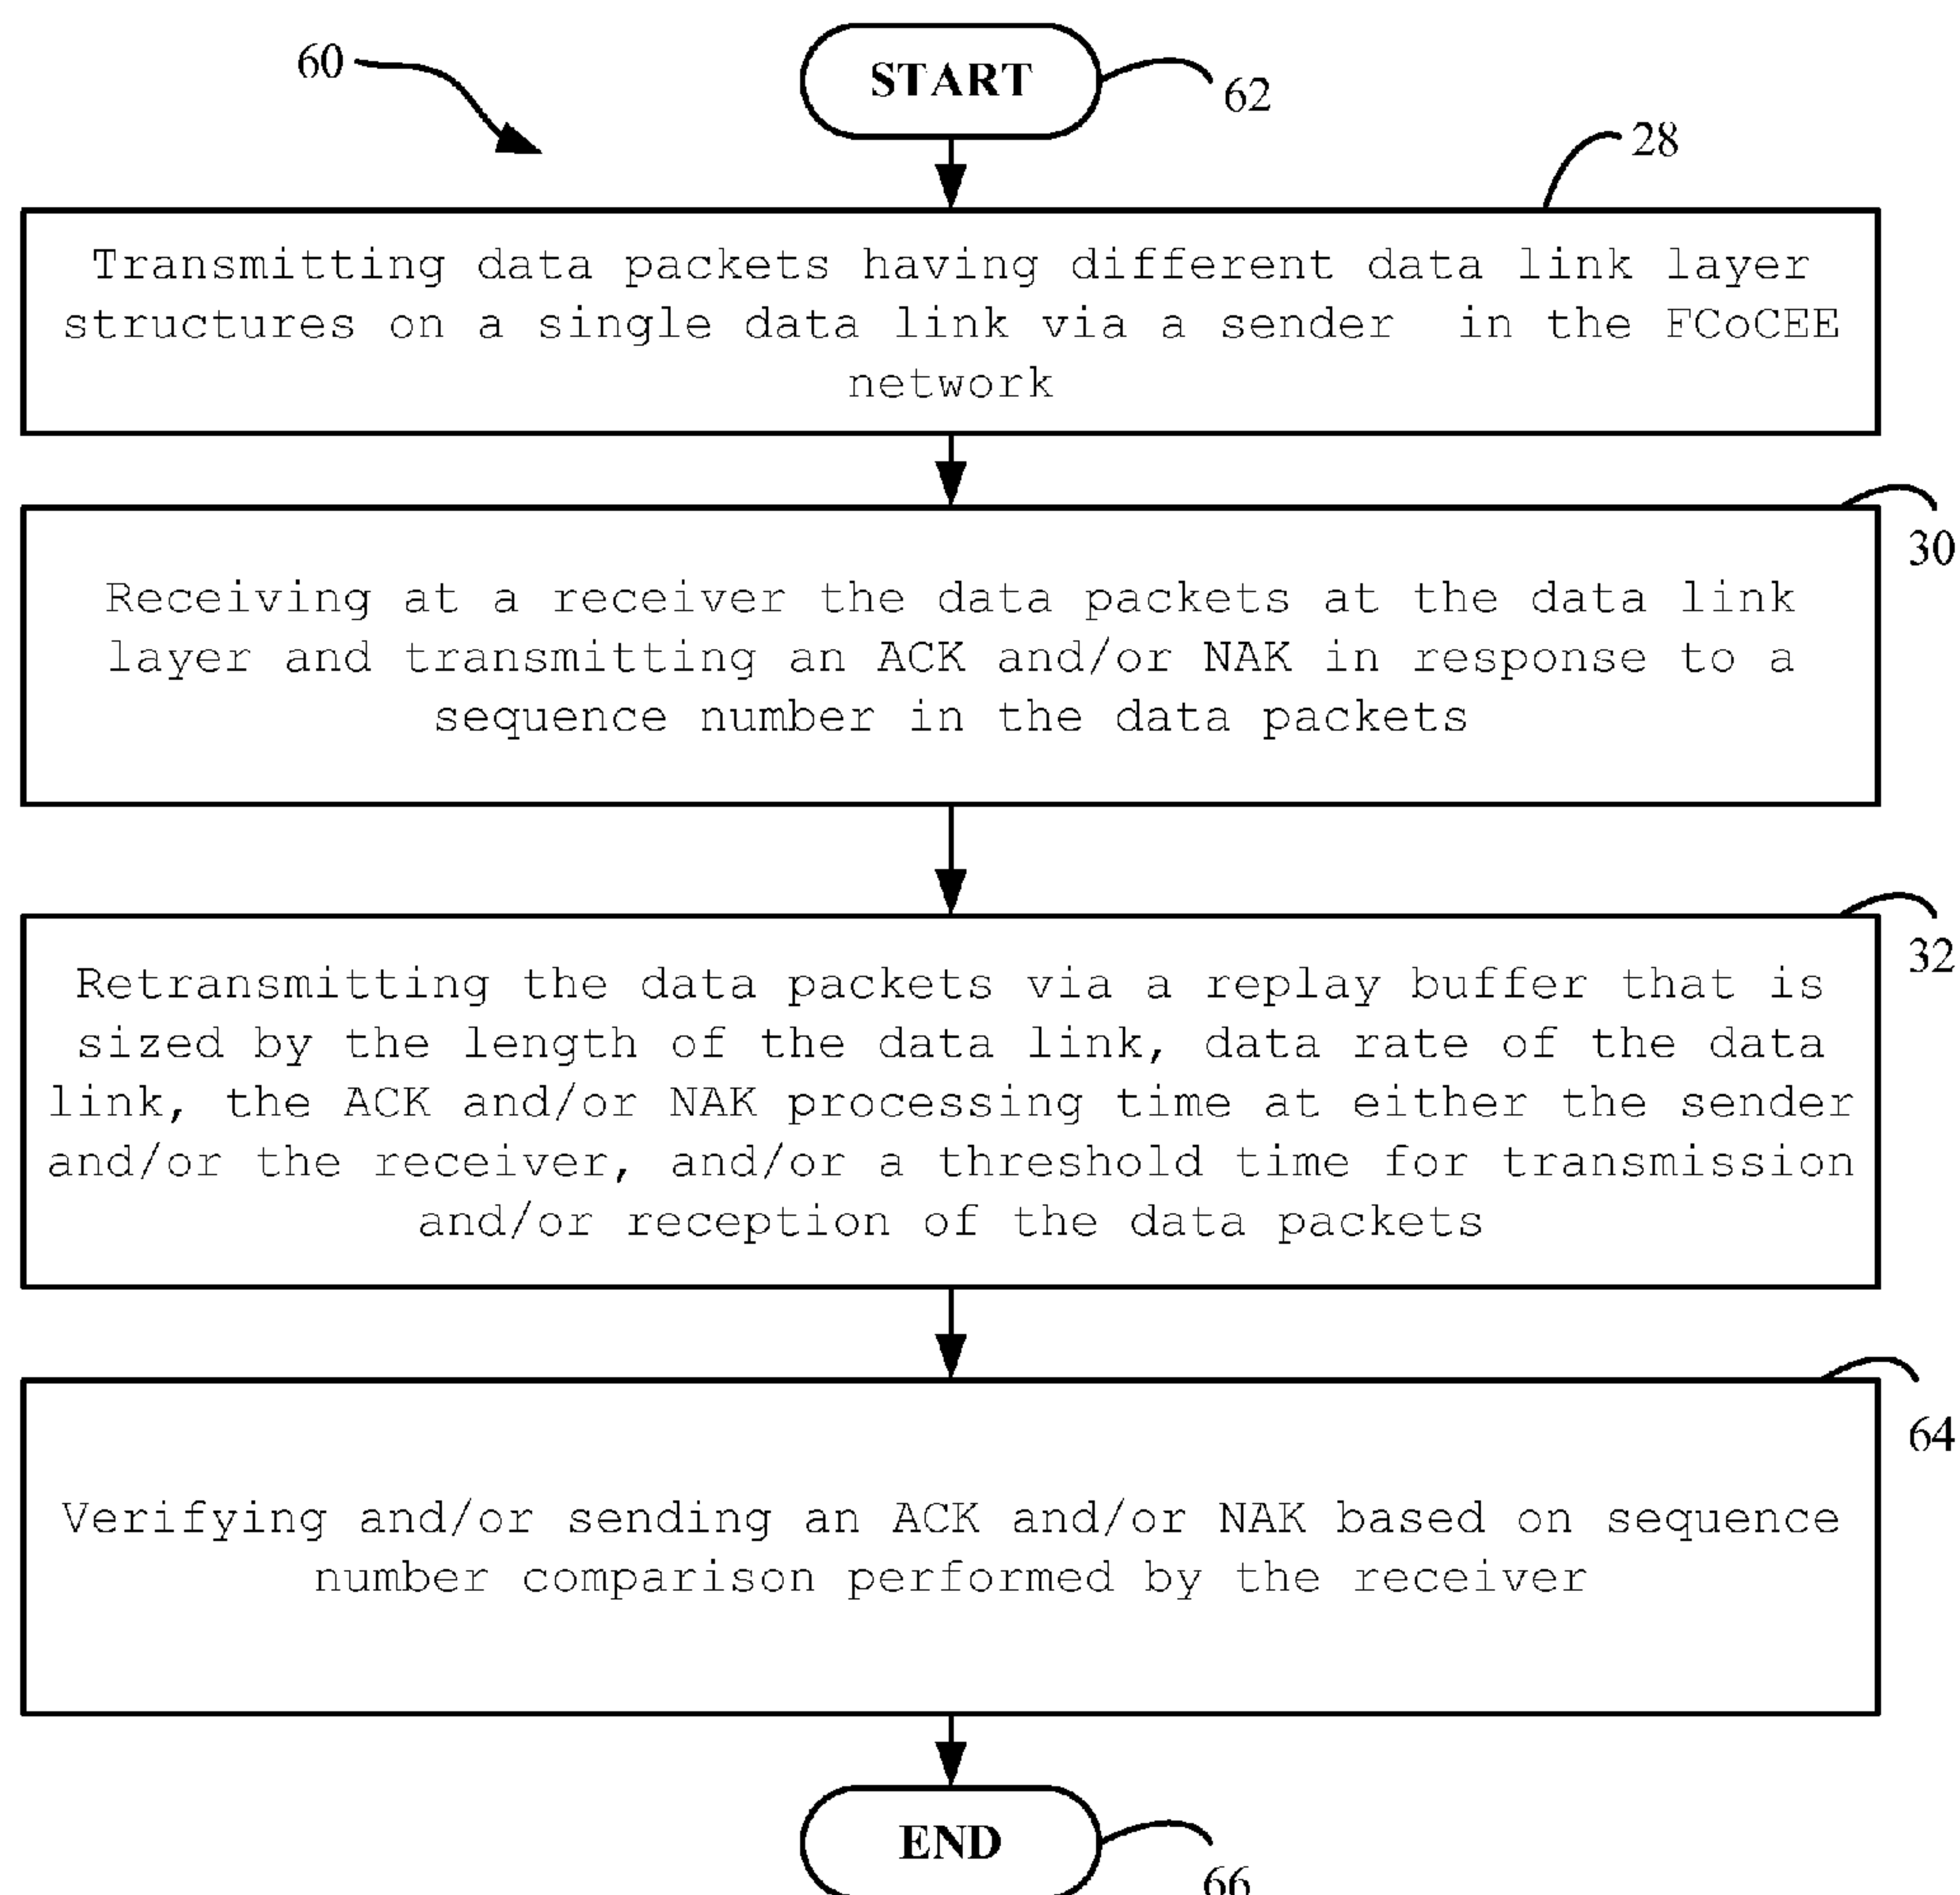 60
START
62
28
Transmitting data packets having different data link layer
structures on a single data link via a sender in the FCoCEE
network
30
Receiving at a receiver the data packets at the data link
layer and transmitting an ACK and/or NAK in response to a
sequence number in the data packets
32
Retransmitting the data packets via a replay buffer that is
sized by the length of the data link, data rate of the data
link, the ACK and/or NAK processing time at either the sender
and/or the receiver, and/or a threshold time for transmission
and/or reception of the data packets
64
Verifying and/or sending an ACK and/or NAK based on sequence
number comparison performed by the receiver
END
66